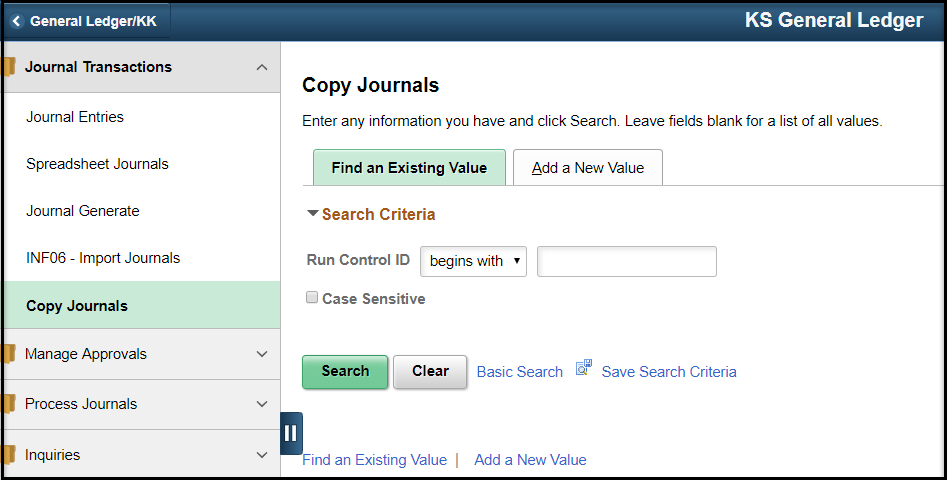 General Ledger/KK
KS General Ledger
Journal Transactions
Journal Entries
Spreadsheet Journals
Journal Generate
INF06 - Import Journals
Copy Journals
Manage Approvals
Process Journals
Inquiries
Copy Journals
Enter any information you have and click Search. Leave fields blank for a list of all values.
Find an Existing Value
Add a New Value
Search Criteria
Run Control ID begins with
Case Sensitive
Search Clear Basic Search Save Search Criteria
Find an Existing Value | Add a New Value